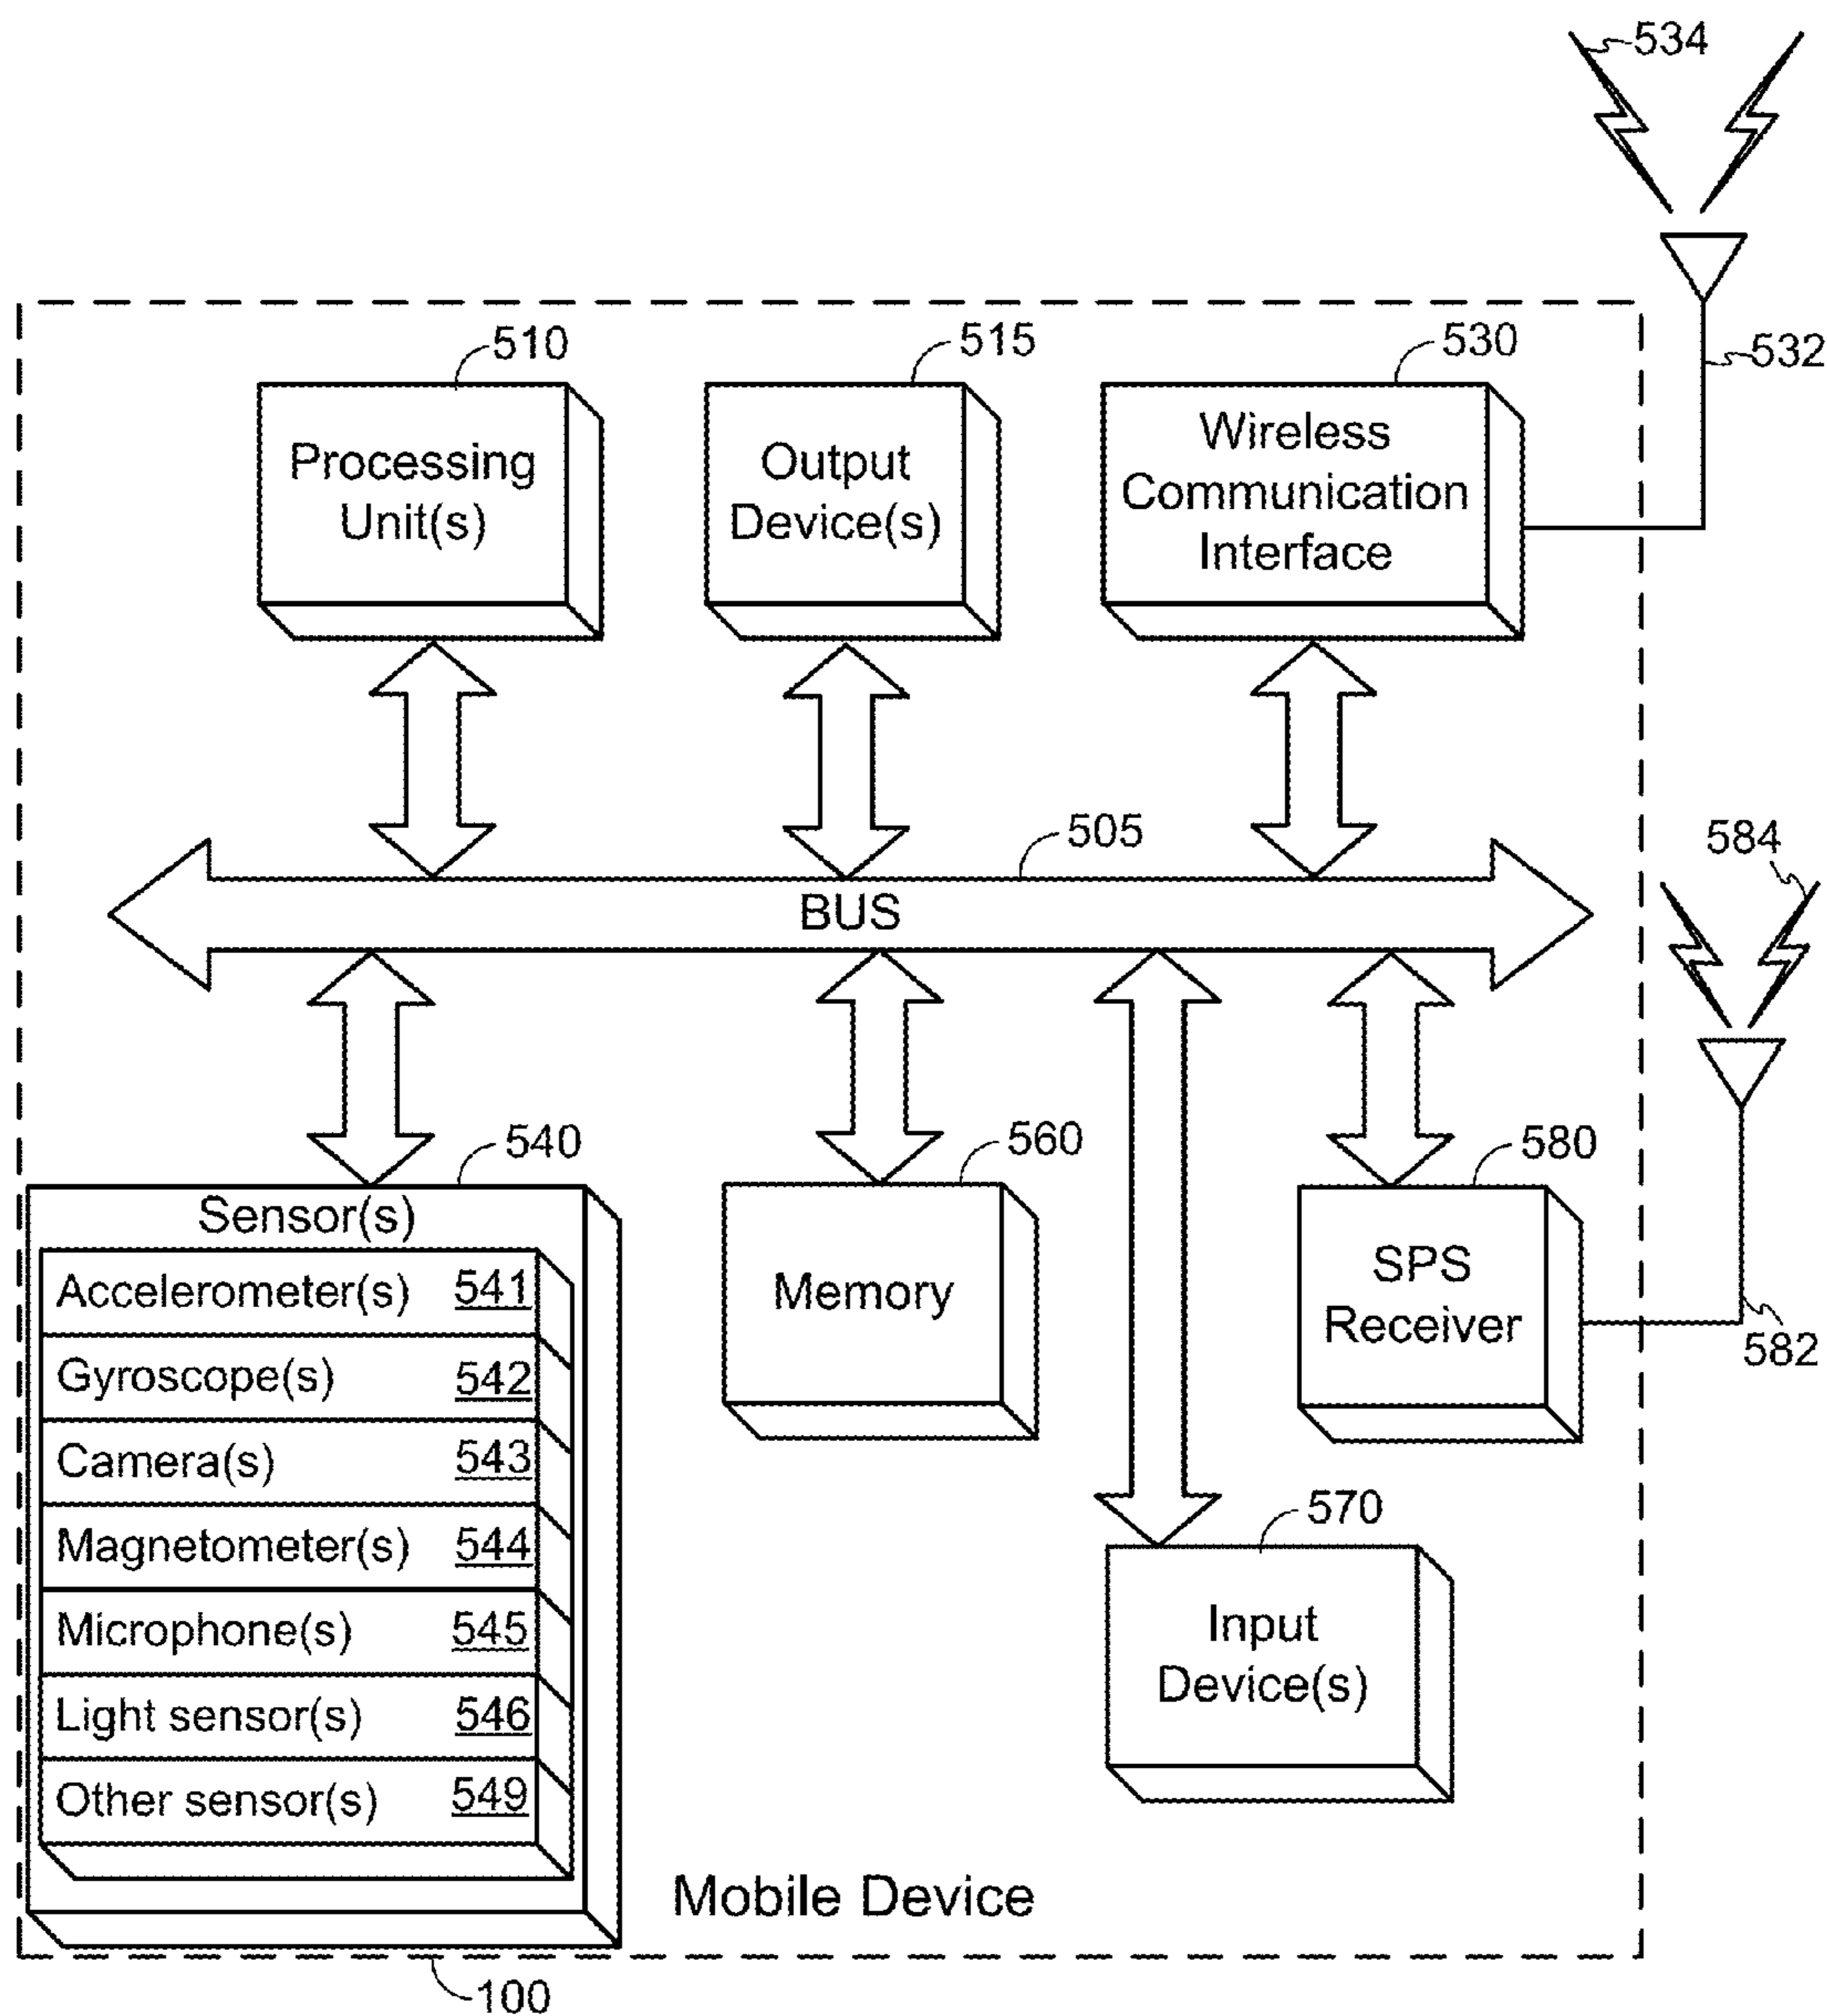 534
532
510
515
530
Processing
Unit(s)
Output
Device(s)
Wireless
Communication
Interface
505
BUS
584
582
540
560
580
Sensor(s)
Accelerometer(s) 541
Gyroscope(s) 542
Camera(s) 543
Magnetometer(s) 544
Microphone(s) 545
Light sensor(s) 546
Other sensor(s) 549
Memory
SPS
Receiver
570
Input
Device(s)
Mobile Device
100